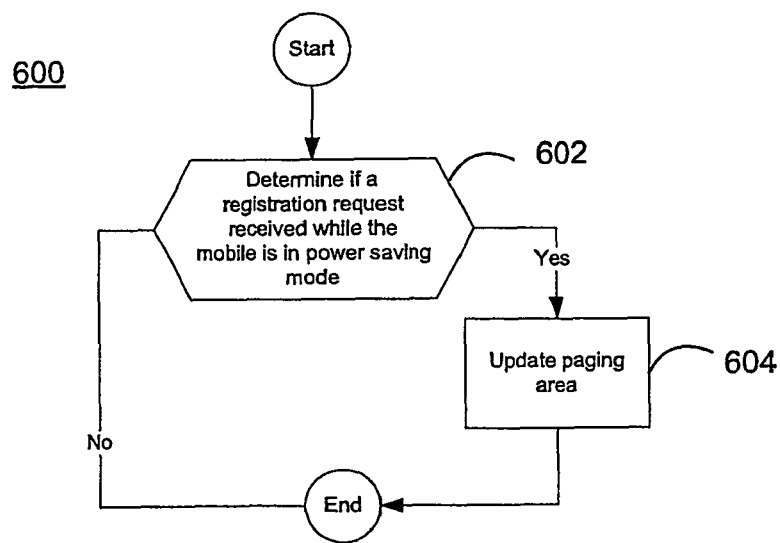 Start
600
602
Determine if a
registration request
received while the
mobile is in power saving
mode
Yes
Update paging
area
604
No
End